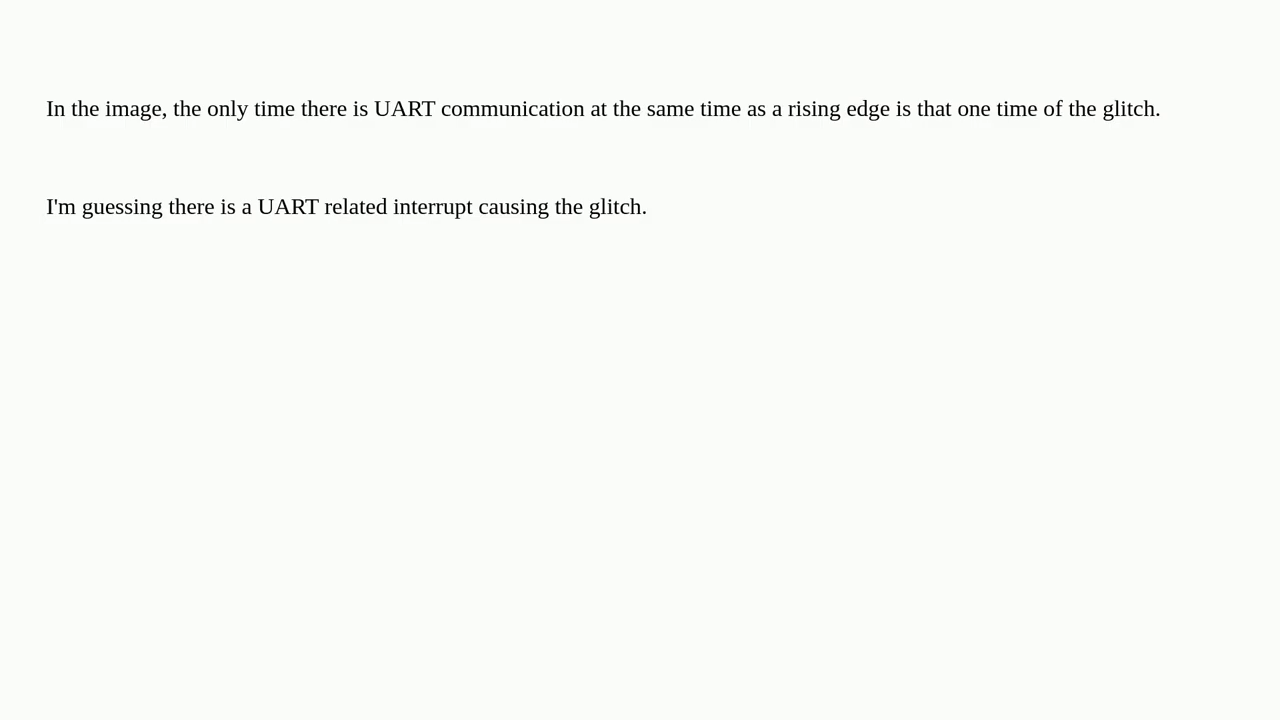 In the image, the only time there is UART communication at the same time as a rising edge is that one time of the glitch.
I'm guessing there is a UART related interrupt causing the glitch.